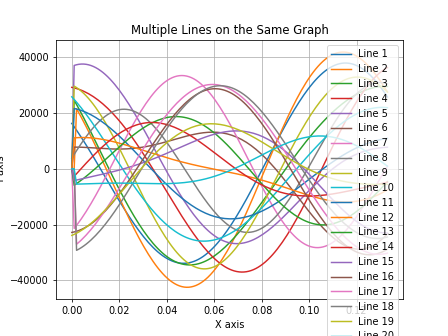 Multiple Lines on the Same Graph
40000
20000
0
−20000
−40000
0.00 0.02 0.04 0.06 0.08 0.10
X axis
axis
Line 1
Line 2
Line 3
Line 4
Line 5
Line 6
Line 7
Line 8
Line 9
Line 10
Line 11
Line 12
Line 13
Line 14
Line 15
Line 16
Line 17
Line 18
Line 19
Line 20